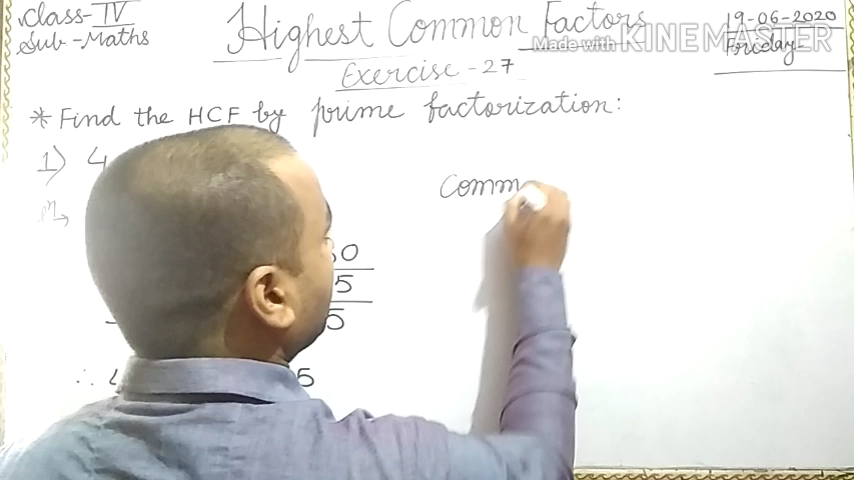 Class-IV
Sub-Maths
Highest Common Factors
Exercise-27
19-06-2020
Friday-
Made with KINEMASTER
* Find the HCF by prime factorization:
1) 4
Comm
0
5
5
∴ 5